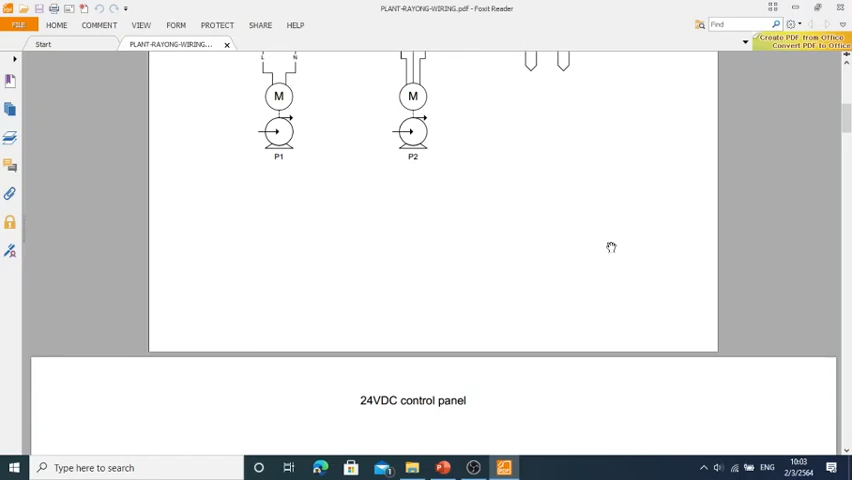 PLANT-RAYONG-WIRING.pdf - Foxit Reader
FILE HOME COMMENT VIEW FORM PROTECT SHARE HELP
Find
Create PDF from Office
Convert PDF to Office
Start
PLANT-RAYONG-WIRING...
L N
M M
P1 P2
24VDC control panel
Type here to search
1
ENG
10:03
2/3/2564